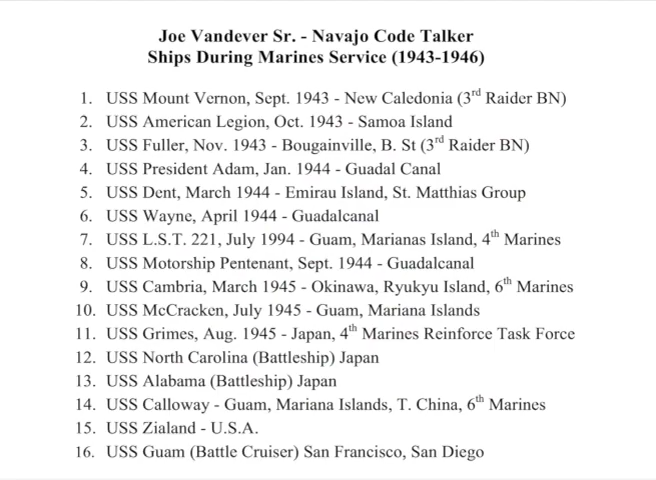 Joe Vandever Sr. - Navajo Code Talker
Ships During Marines Service (1943-1946)
1. USS Mount Vernon, Sept. 1943 - New Caledonia (3rd Raider BN)
2. USS American Legion, Oct. 1943 - Samoa Island
3. USS Fuller, Nov. 1943 - Bougainville, B. St (3rd Raider BN)
4. USS President Adam, Jan. 1944 - Guadal Canal
5. USS Dent, March 1944 - Emirau Island, St. Matthias Group
6. USS Wayne, April 1944 - Guadalcanal
7. USS L.S.T. 221, July 1994 - Guam, Marianas Island, 4th Marines
8. USS Motorship Pentenant, Sept. 1944 - Guadalcanal
9. USS Cambria, March 1945 - Okinawa, Ryukyu Island, 6th Marines
10. USS McCracken, July 1945 - Guam, Mariana Islands
11. USS Grimes, Aug. 1945 - Japan, 4th Marines Reinforce Task Force
12. USS North Carolina (Battleship) Japan
13. USS Alabama (Battleship) Japan
14. USS Calloway - Guam, Mariana Islands, T. China, 6th Marines
15. USS Zialand - U.S.A.
16. USS Guam (Battle Cruiser) San Francisco, San Diego